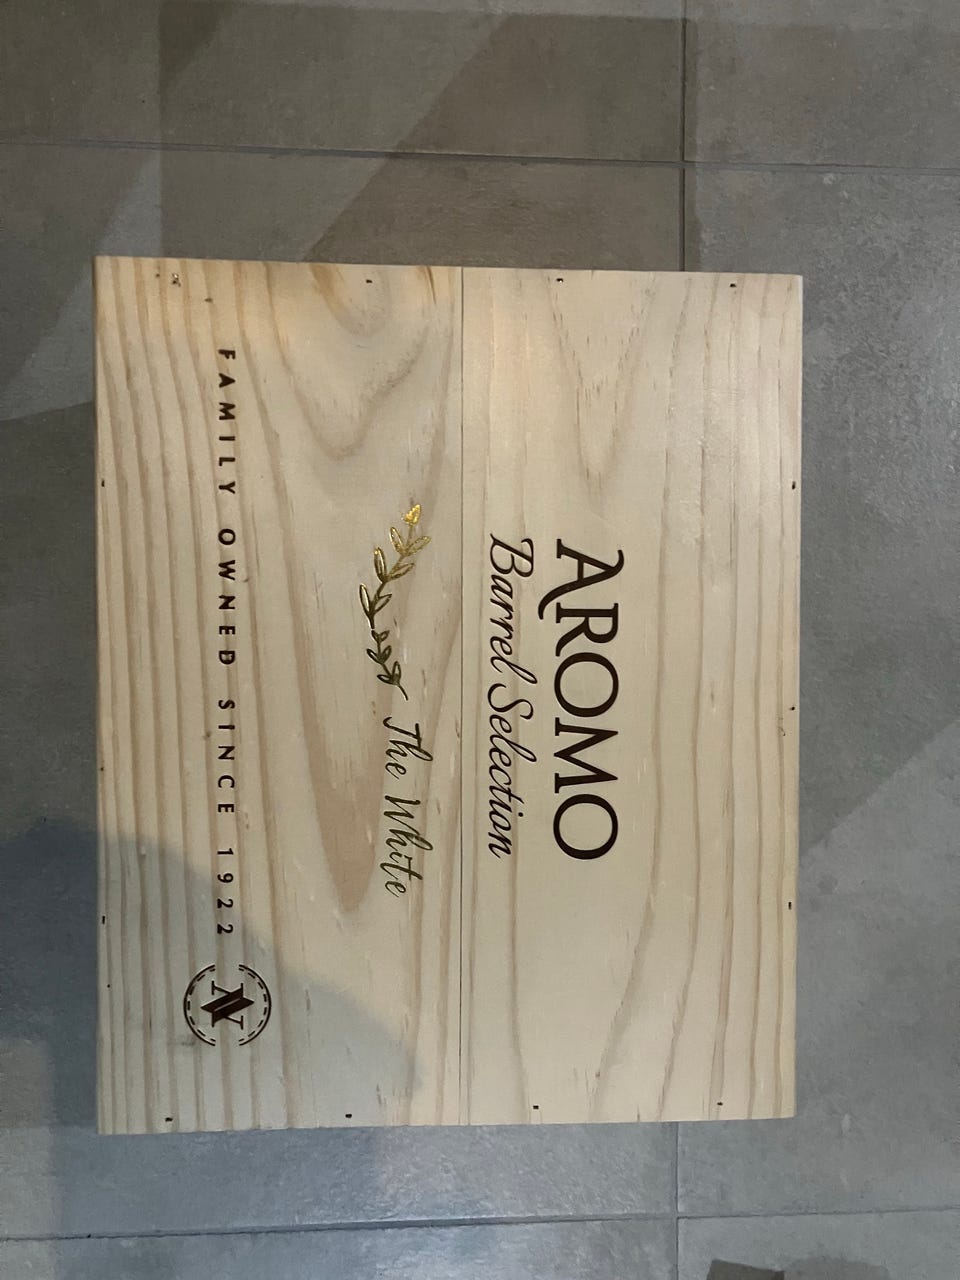 AROMO
Barrel Selection
The White
FAMILY OWNED SINCE 1922